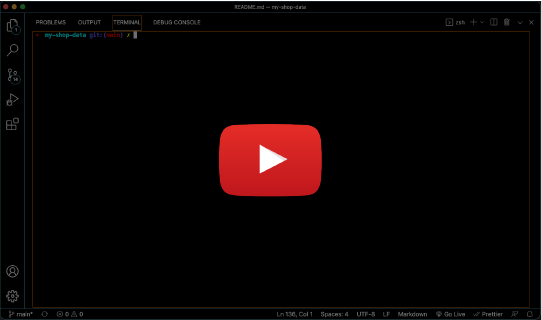 README.md — my-shop-data
PROBLEMS OUTPUT TERMINAL DEBUG CONSOLE zsh
my-shop-data git:(main) ✗
main* 0 0 Ln 136, Col 1 Spaces: 4 UTF-8 LF Markdown Go Live Prettier